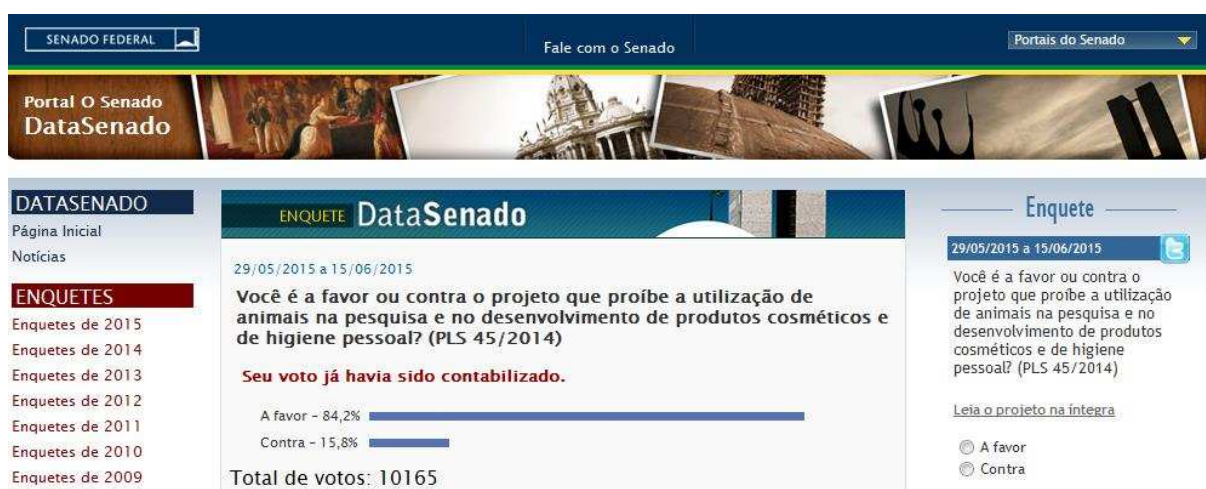 SENADO FEDERAL
Fale com o Senado
Portais do Senado
Portal O Senado
DataSenado
DATASENADO
Página Inicial
Notícias
ENQUETES
Enquetes de 2015
Enquetes de 2014
Enquetes de 2013
Enquetes de 2012
Enquetes de 2011
Enquetes de 2010
Enquetes de 2009
ENQUETE DataSenado
29/05/2015 a 15/06/2015
Você é a favor ou contra o projeto que proíbe a utilização de
animais na pesquisa e no desenvolvimento de produtos cosméticos e
de higiene pessoal? (PLS 45/2014)
Seu voto já havia sido contabilizado.
A favor - 84,2%
Contra - 15,8%
Total de votos: 10165
Enquete
29/05/2015 a 15/06/2015
Você é a favor ou contra o
projeto que proíbe a utilização
de animais na pesquisa e no
desenvolvimento de produtos
cosméticos e de higiene
pessoal? (PLS 45/2014)
Leia o projeto na íntegra
A favor
Contra